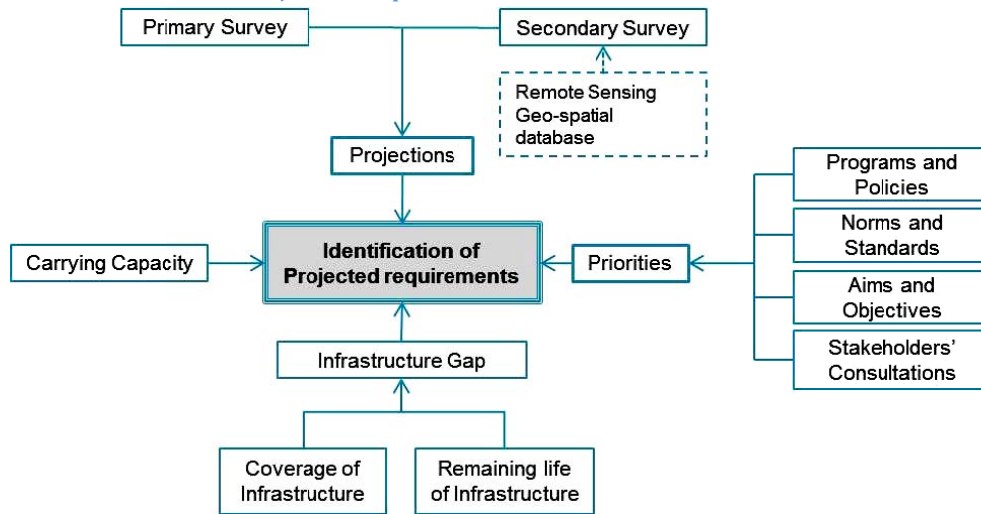 Primary Survey
Secondary Survey
Remote Sensing
Geo-spatial
database
Projections
Programs and
Policies
Norms and
Standards
Identification of
Projected requirements
Carrying Capacity
Priorities
Aims and
Objectives
Stakeholders'
Consultations
Infrastructure Gap
Coverage of
Infrastructure
Remaining life
of Infrastructure